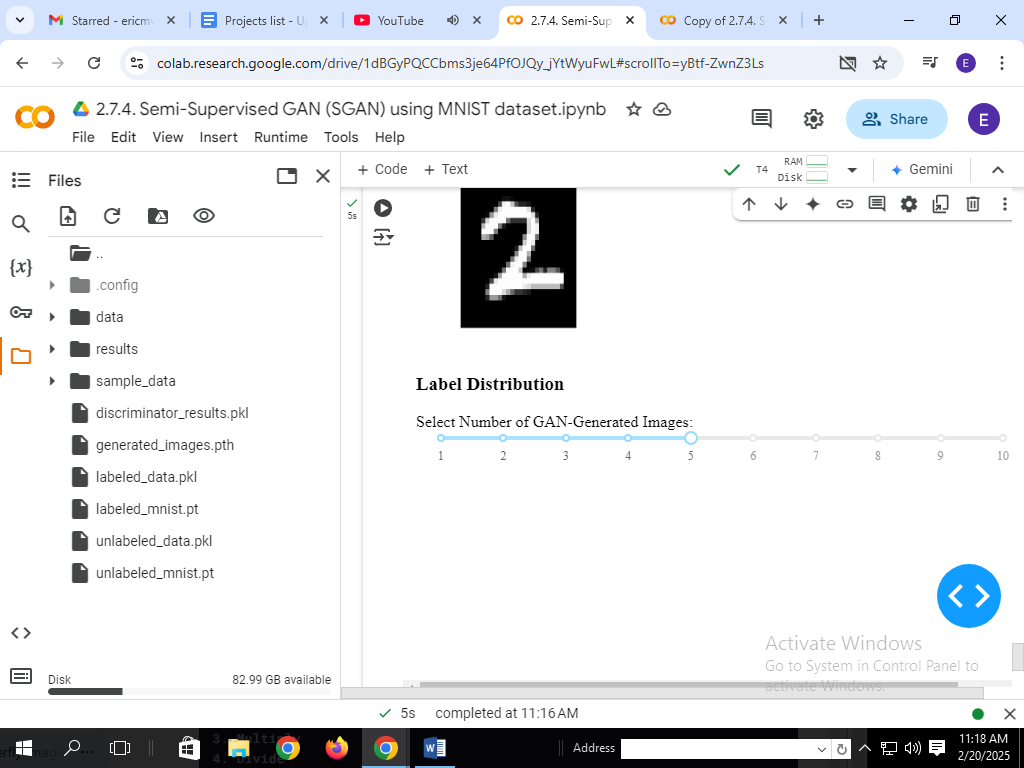 Starred - ericmv
Projects list - U
YouTube
2.7.4. Semi-Sup
Copy of 2.7.4. S
colab.research.google.com/drive/1dBGyPQCCbms3je64PfOJQy_jYtWyuFwL#scrollTo=yBtf-ZwnZ3Ls
E
2.7.4. Semi-Supervised GAN (SGAN) using MNIST dataset.ipynb
File Edit View Insert Runtime Tools Help
Share
E
Files
+ Code + Text
T4
RAM
Disk
Gemini
5s
..
.config
data
results
sample_data
discriminator_results.pkl
generated_images.pth
labeled_data.pkl
labeled_mnist.pt
unlabeled_data.pkl
unlabeled_mnist.pt
{x}
2
Label Distribution
Select Number of GAN-Generated Images:
1 2 3 4 5 6 7 8 9 10
Activate Windows
Go to System in Control Panel to
activate Windows.
Disk 82.99 GB available
5s completed at 11:16 AM
3. Multiply
4. Divide
W
Address
11:18 AM
2/20/2025